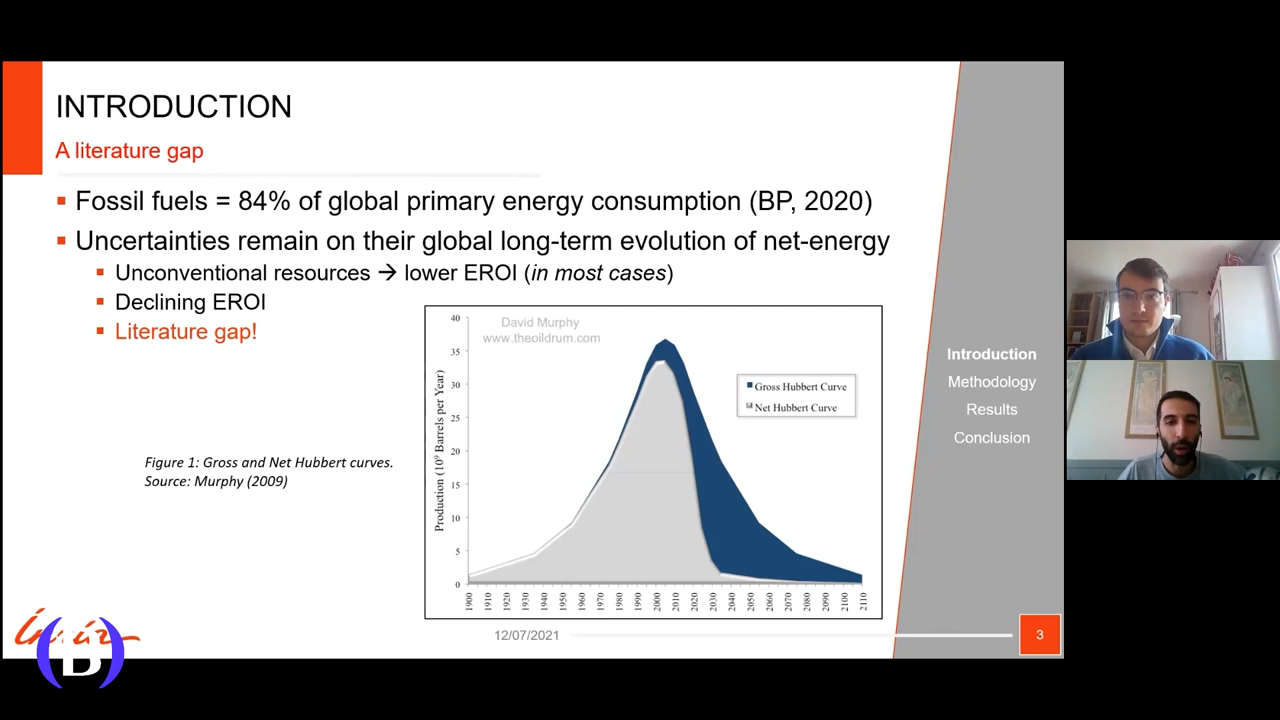 INTRODUCTION
A literature gap
Fossil fuels = 84% of global primary energy consumption (BP, 2020)
Uncertainties remain on their global long-term evolution of net-energy
Unconventional resources → lower EROI (in most cases)
Declining EROI
Literature gap!
David Murphy
www.theoildrum.com
Production (10⁹ Barrels per Year)
40
35
30
25
20
15
10
5
0
Gross Hubbert Curve
Net Hubbert Curve
1900 1910 1920 1930 1940 1950 1960 1970 1980 1990 2000 2010 2020 2030 2040 2050 2060 2070 2080 2090 2100 2110
Figure 1: Gross and Net Hubbert curves.
Source: Murphy (2009)
Introduction
Methodology
Results
Conclusion
12/07/2021
3
Inria
B